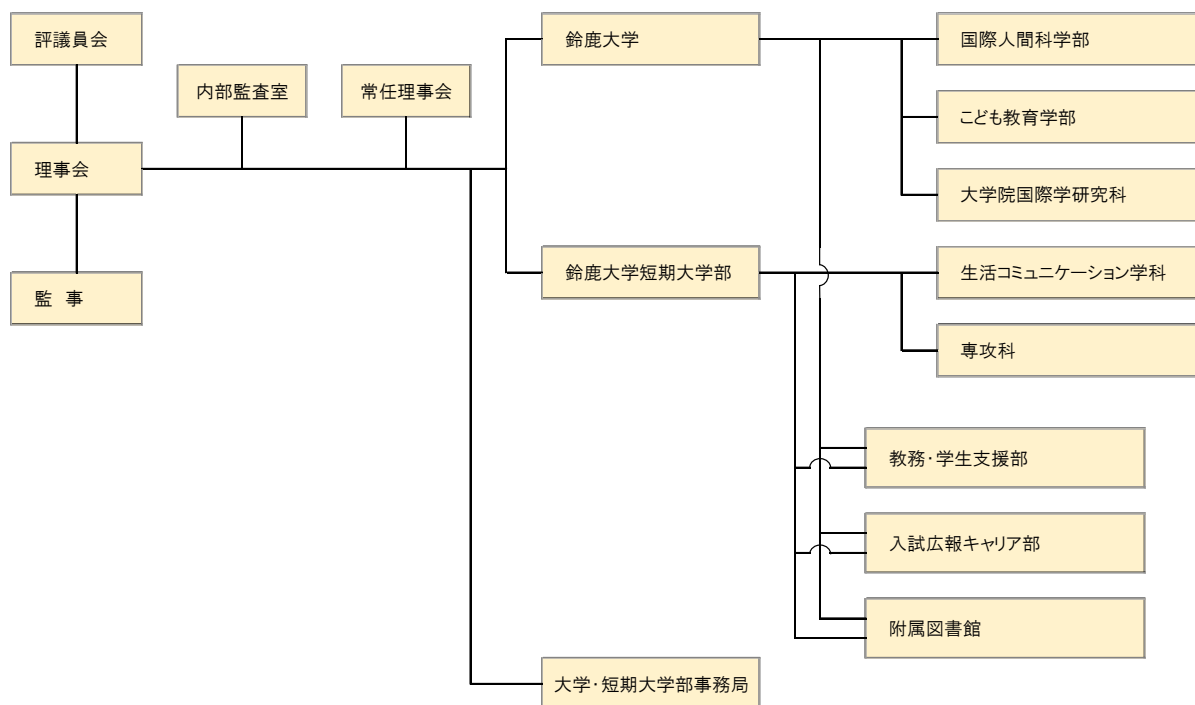 評議員会
鈴鹿大学
国際人間科学部
内部監査室
常任理事会
こども教育学部
理事会
大学院国際学研究科
鈴鹿大学短期大学部
生活コミュニケーション学科
監　事
専攻科
教務・学生支援部
入試広報キャリア部
附属図書館
大学・短期大学部事務局